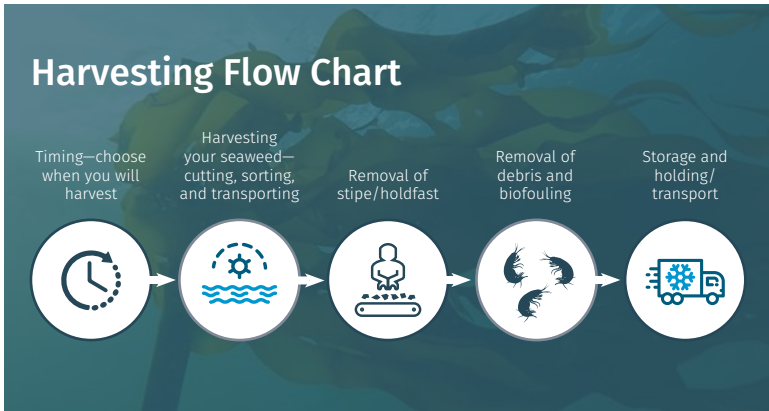 Harvesting Flow Chart
Timing—choose
when you will
harvest
Harvesting
your seaweed—
cutting, sorting,
and transporting
Removal of
stipe/holdfast
Removal of
debris and
biofouling
Storage and
holding/
transport